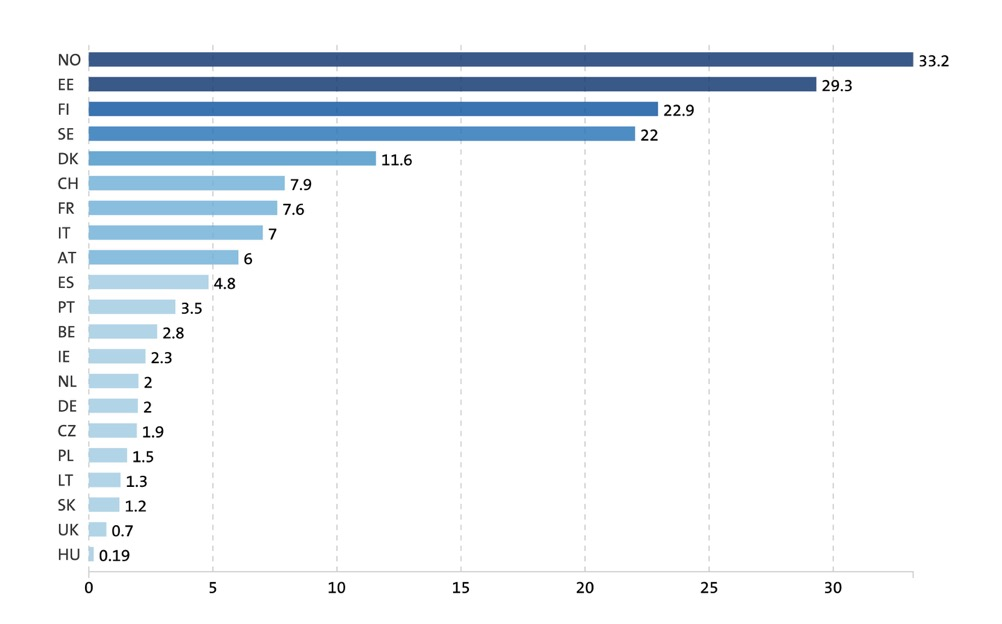 NO 33.2
EE 29.3
FI 22.9
SE 22
DK 11.6
CH 7.9
FR 7.6
IT 7
AT 6
ES 4.8
PT 3.5
BE 2.8
IE 2.3
NL 2
DE 2
CZ 1.9
PL 1.5
LT 1.3
SK 1.2
UK 0.7
HU 0.19
0 5 10 15 20 25 30